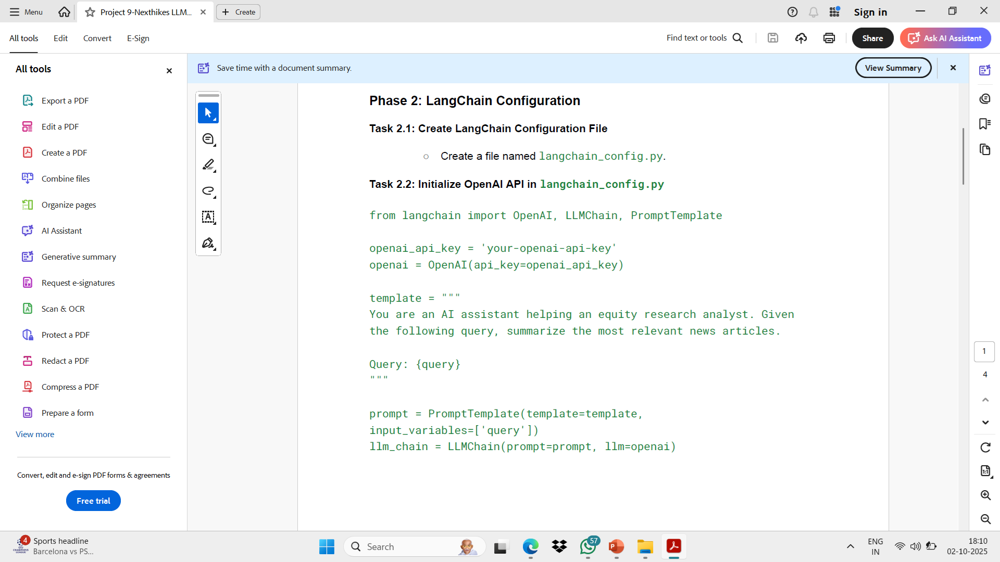 Menu
Project 9-Nexthikes LLM...
Create
Sign in
All tools
Edit
Convert
E-Sign
Find text or tools
Share
Ask AI Assistant
All tools
Save time with a document summary.
View Summary
Export a PDF
Edit a PDF
Create a PDF
Combine files
Organize pages
AI Assistant
Generative summary
Request e-signatures
Scan & OCR
Protect a PDF
Redact a PDF
Compress a PDF
Prepare a form
View more
Convert, edit and e-sign PDF forms & agreements
Free trial
Phase 2: LangChain Configuration
Task 2.1: Create LangChain Configuration File
Create a file named langchain_config.py.
Task 2.2: Initialize OpenAI API in langchain_config.py
from langchain import OpenAI, LLMChain, PromptTemplate
openai_api_key = 'your-openai-api-key'
openai = OpenAI(api_key=openai_api_key)
template = """
You are an AI assistant helping an equity research analyst. Given
the following query, summarize the most relevant news articles.
Query: {query}
"""
prompt = PromptTemplate(template=template,
input_variables=['query'])
llm_chain = LLMChain(prompt=prompt, llm=openai)
1
4
4
Sports headline
Barcelona vs PS...
Search
57
ENG
IN
18:10
02-10-2025